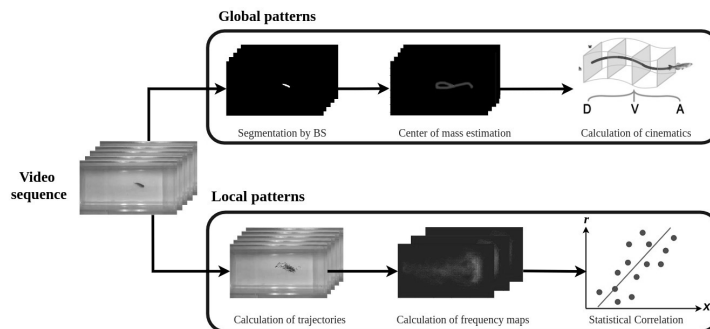 Global patterns
Segmentation by BS
Center of mass estimation
D V A
Calculation of cinematics
Video
sequence
Local patterns
Calculation of trajectories
Calculation of frequency maps
r
x
Statistical Correlation